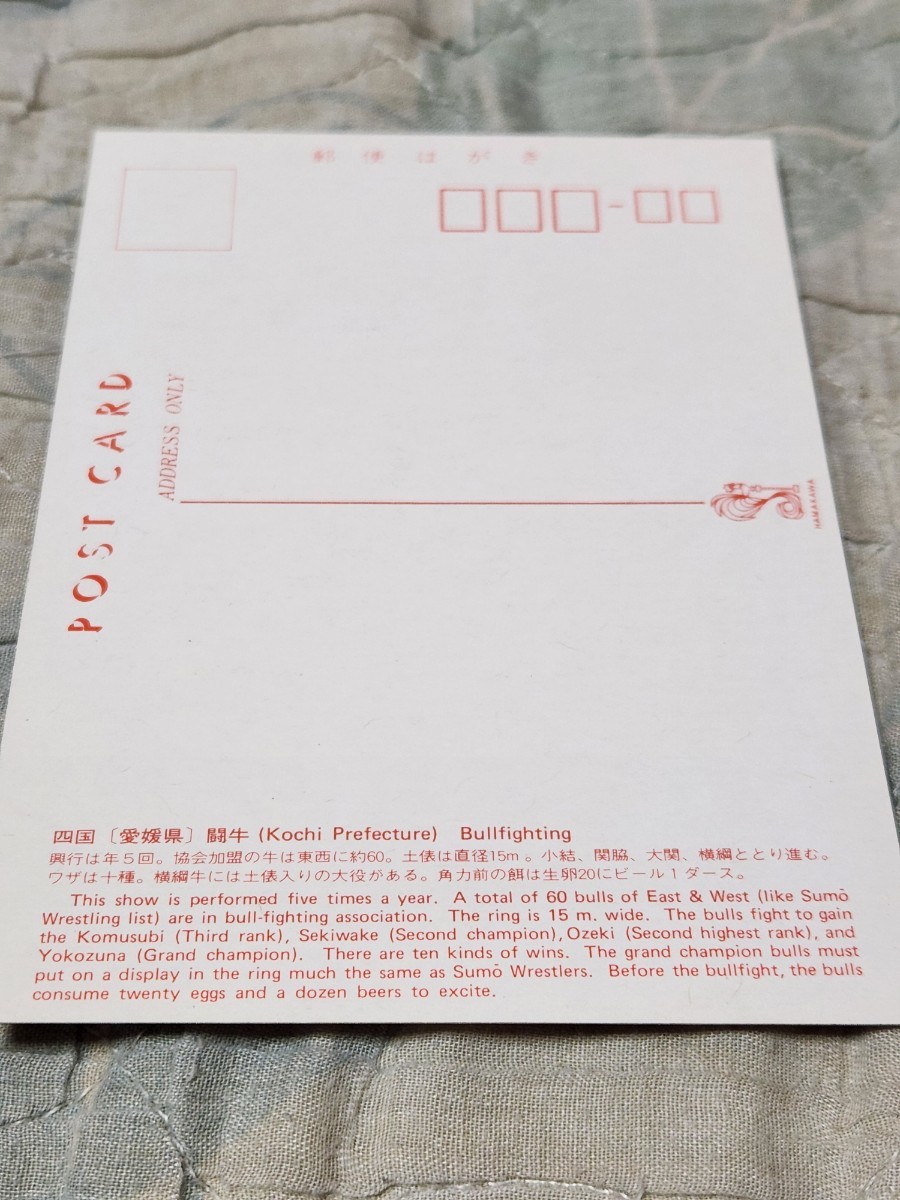 郵便はがき
POST CARD
ADDRESS ONLY
HAMAKAWA
四国〔愛媛県〕闘牛 (Kochi Prefecture) Bullfighting
興行は年5回。協会加盟の牛は東西に約60。土俵は直径15m。小結、関脇、大関、横綱ととり進む。
ワザは十種。横綱牛には土俵入りの大役がある。角力前の餌は生卵20にビール1ダース。
This show is performed five times a year. A total of 60 bulls of East & West (like Sumō
Wrestling list) are in bull-fighting association. The ring is 15 m. wide. The bulls fight to gain
the Komusubi (Third rank), Sekiwake (Second champion), Ozeki (Second highest rank), and
Yokozuna (Grand champion). There are ten kinds of wins. The grand champion bulls must
put on a display in the ring much the same as Sumō Wrestlers. Before the bullfight, the bulls
consume twenty eggs and a dozen beers to excite.